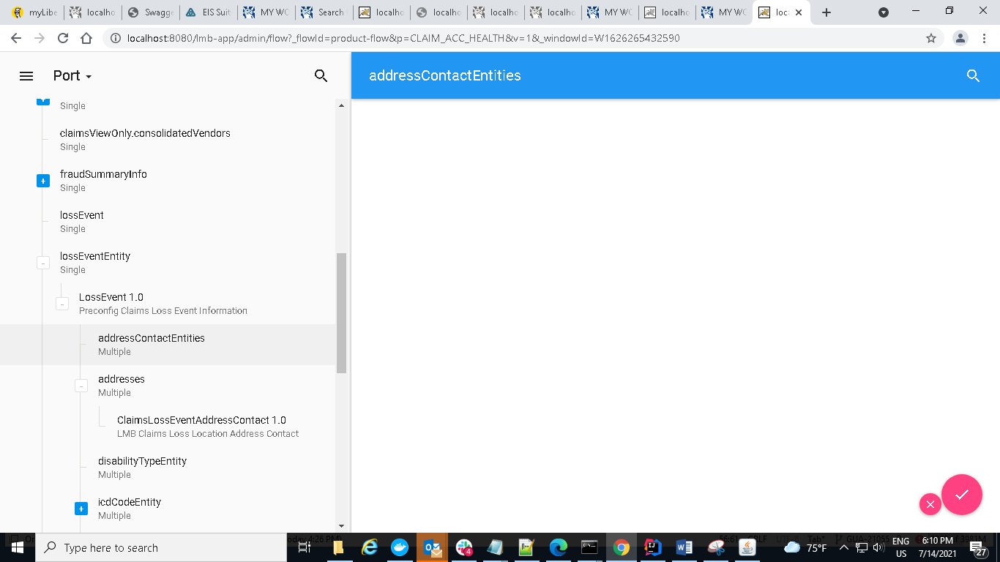 myLibe
localho
Swagge
EIS Suit
MY WC
Search
localho
localho
localho
localho
MY WC
localho
MY WC
loca
localhost:8080/lmb-app/admin/flow?_flowId=product-flow&p=CLAIM_ACC_HEALTH&v=1&_windowId=W1626265432590
Port
addressContactEntities
Single
claimsViewOnly.consolidatedVendors
Single
fraudSummaryInfo
Single
lossEvent
Single
lossEventEntity
Single
LossEvent 1.0
Preconfig Claims Loss Event Information
addressContactEntities
Multiple
addresses
Multiple
ClaimsLossEventAddressContact 1.0
LMB Claims Loss Location Address Contact
disabilityTypeEntity
Multiple
icdCodeEntity
Multiple
Type here to search
75°F
ENG
US
6:10 PM
7/14/2021
27
4